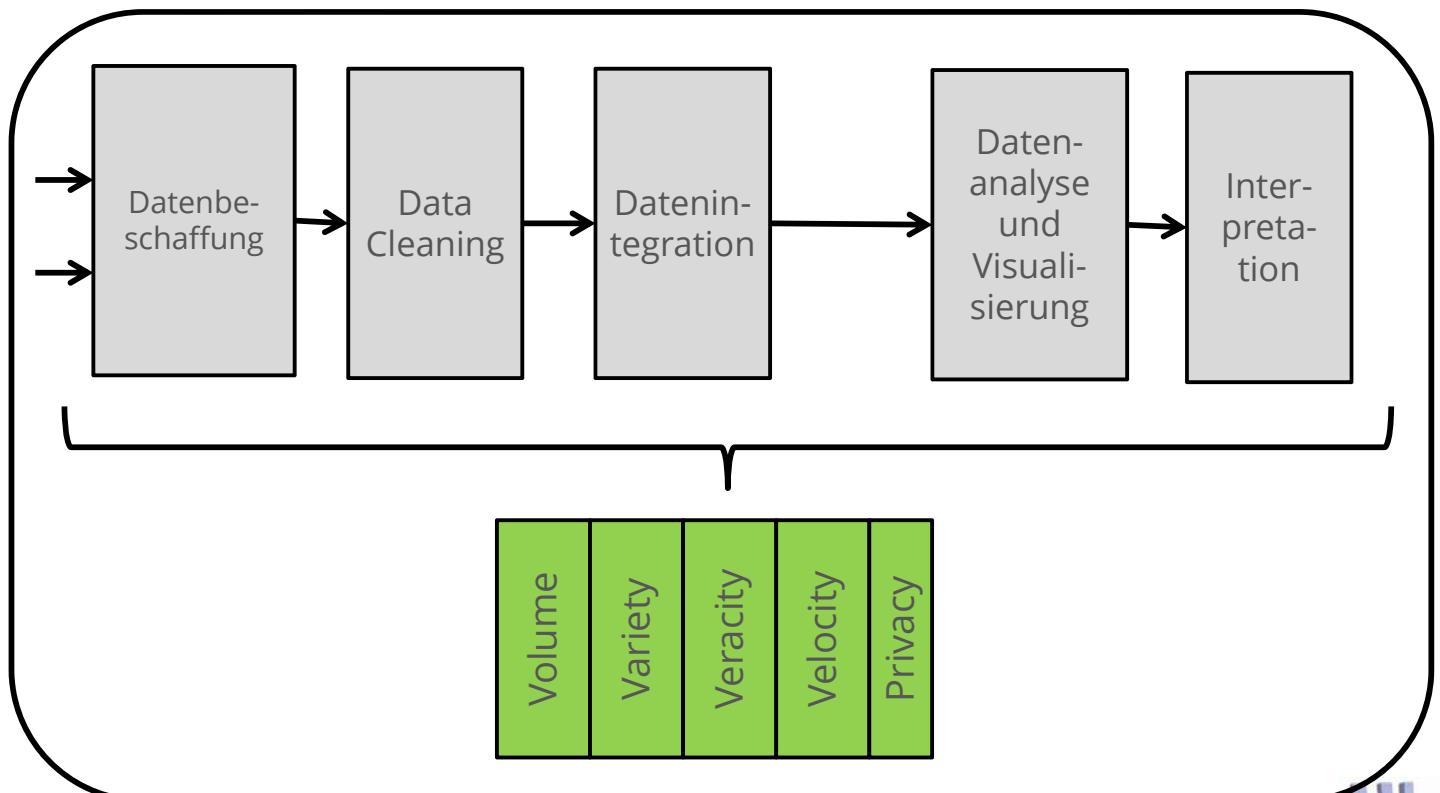 Datenbe-
schaffung
Data
Cleaning
Datenin-
tegration
Daten-
analyse
und
Visuali-
sierung
Inter-
preta-
tion
Volume
Variety
Veracity
Velocity
Privacy